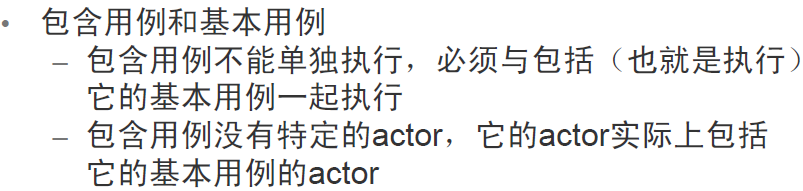 • 包含用例和基本用例
– 包含用例不能单独执行，必须与包括（也就是执行）
它的基本用例一起执行
– 包含用例没有特定的actor，它的actor实际上包括
它的基本用例的actor